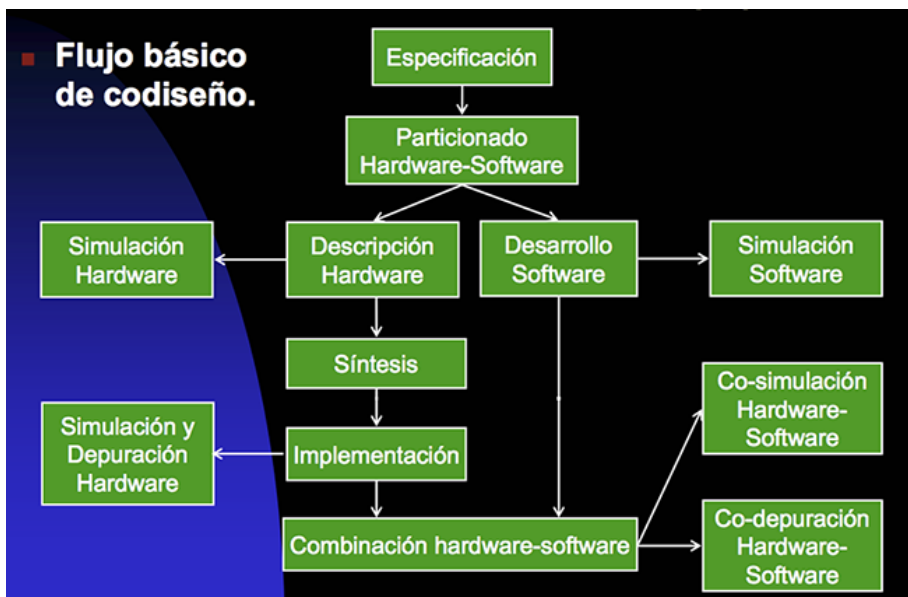 Flujo básico
de codiseño.
Especificación
Particionado
Hardware-Software
Simulación
Hardware
Descripción
Hardware
Desarrollo
Software
Simulación
Software
Síntesis
Simulación y
Depuración
Hardware
Implementación
Co-simulación
Hardware-
Software
Combinación hardware-software
Co-depuración
Hardware-
Software